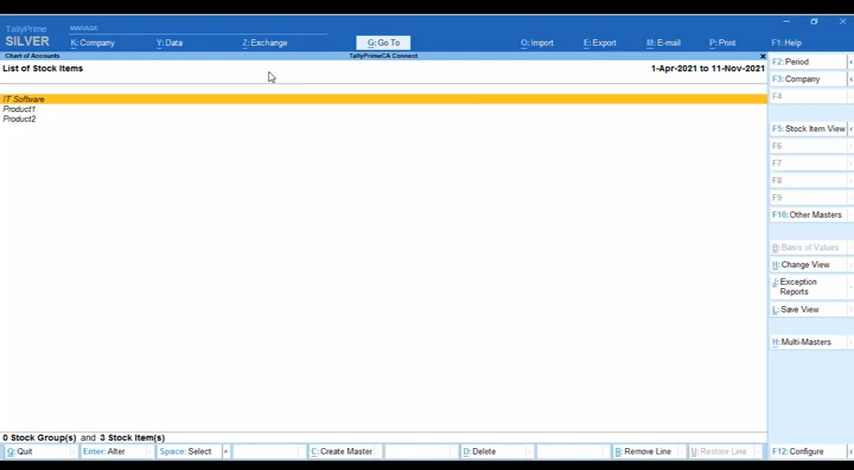 TallyPrime
SILVER
MANAGE
K: Company
Y: Data
Z: Exchange
G: Go To
O: Import
E: Export
M: E-mail
P: Print
F1: Help
Chart of Accounts
TallyPrimeCA Connect
List of Stock Items
1-Apr-2021 to 11-Nov-2021
IT Software
Product1
Product2
F2: Period
F3: Company
F4
F5: Stock Item View
F6
F7
F8
F9
F10: Other Masters
B: Basis of Values
H: Change View
J: Exception
Reports
L: Save View
H: Multi-Masters
0 Stock Group(s) and 3 Stock Item(s)
Q: Quit
Enter: Alter
Space: Select
C: Create Master
D: Delete
R: Remove Line
U: Restore Line
F12: Configure